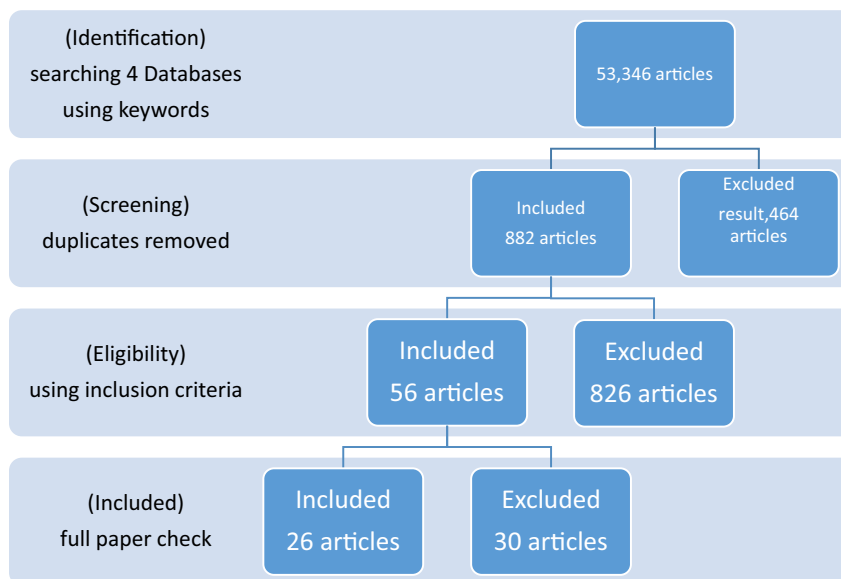 (Identification)
searching 4 Databases
using keywords
53,346 articles
(Screening)
duplicates removed
Included
882 articles
Excluded
result,464
articles
(Eligibility)
using inclusion criteria
Included
56 articles
Excluded
826 articles
(Included)
full paper check
Included
26 articles
Excluded
30 articles